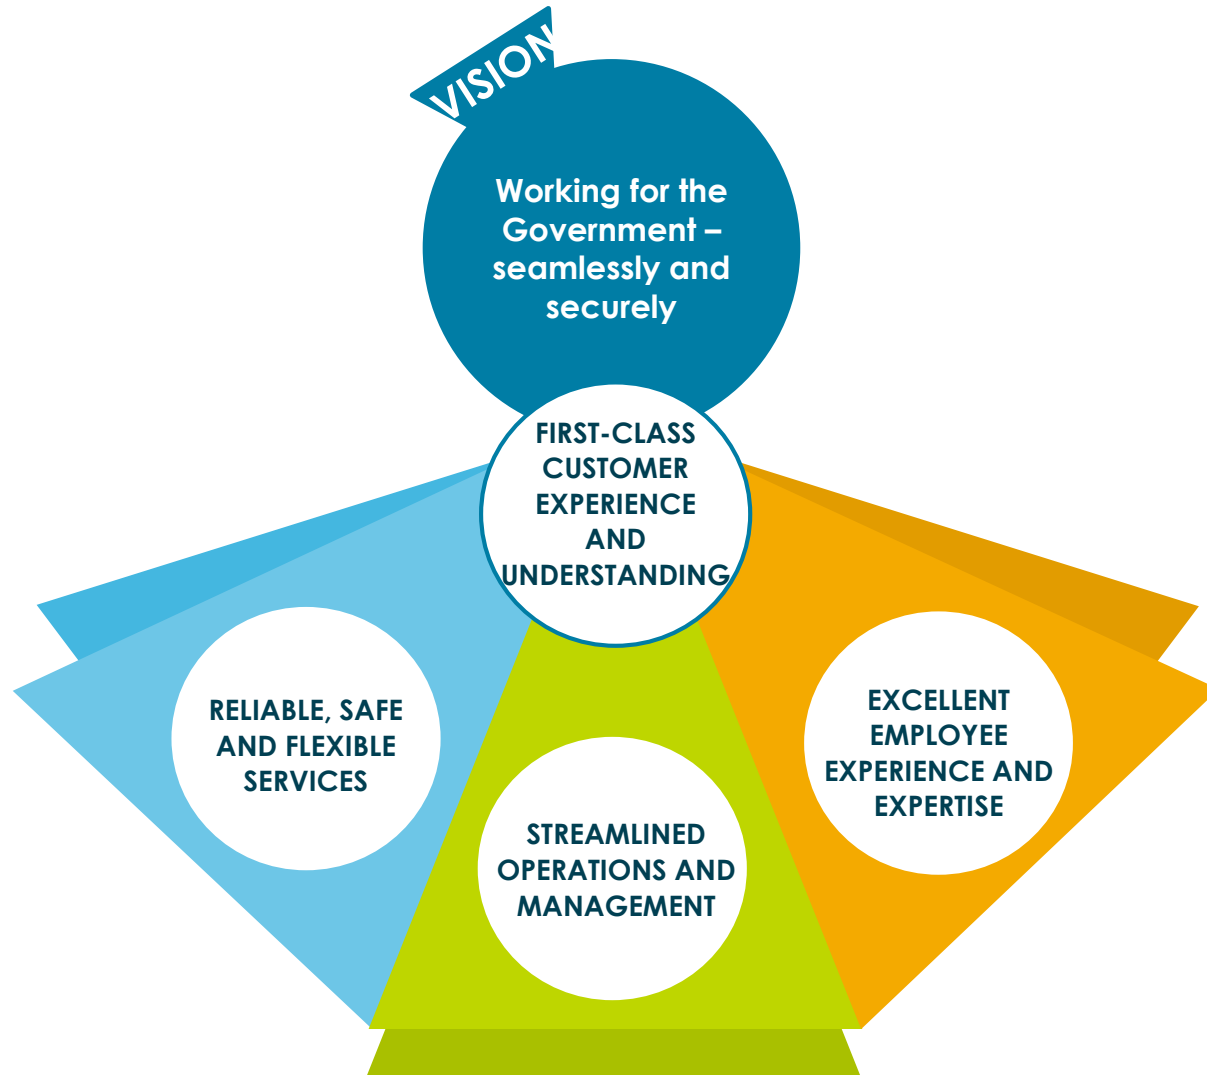 VISION
Working for the
Government –
seamlessly and
securely
FIRST-CLASS
CUSTOMER
EXPERIENCE
AND
UNDERSTANDING
RELIABLE, SAFE
AND FLEXIBLE
SERVICES
STREAMLINED
OPERATIONS AND
MANAGEMENT
EXCELLENT
EMPLOYEE
EXPERIENCE AND
EXPERTISE